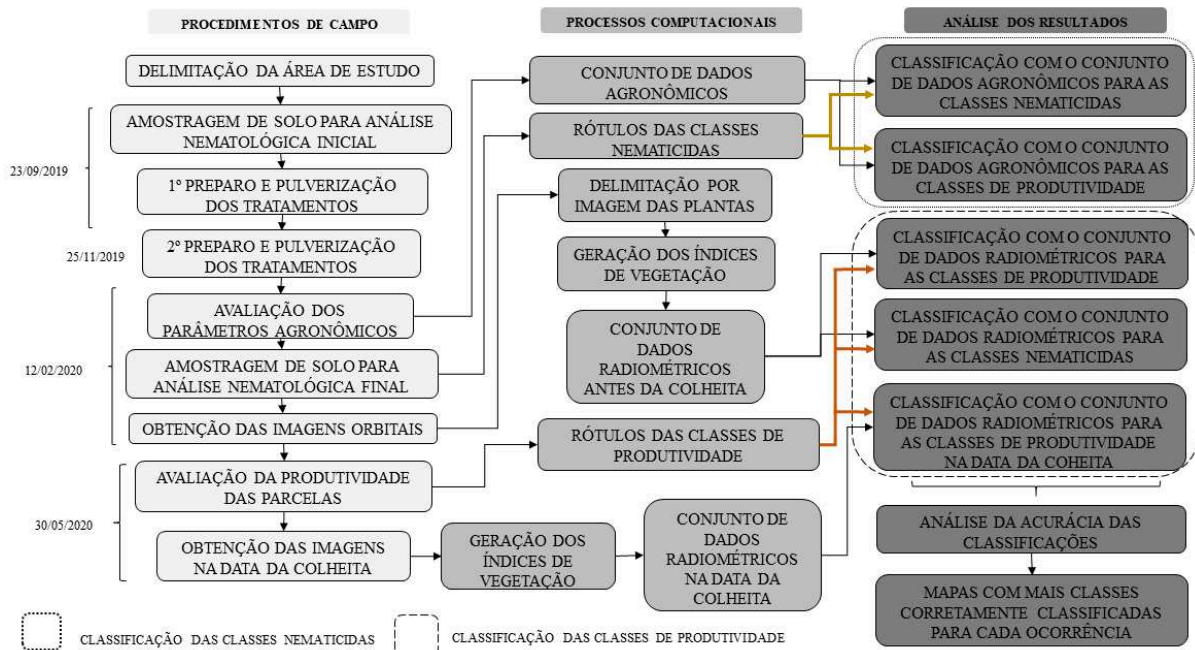 PROCEDIMENTOS DE CAMPO
DELIMITAÇÃO DA ÁREA DE ESTUDO
AMOSTRAGEM DE SOLO PARA ANÁLISE
NEMATOLÓGICA INICIAL
23/09/2019
1º PREPARO E PULVERIZAÇÃO
DOS TRATAMENTOS
25/11/2019
2º PREPARO E PULVERIZAÇÃO
DOS TRATAMENTOS
AVALIAÇÃO DOS
PARÂMETROS AGRONÔMICOS
12/02/2020
AMOSTRAGEM DE SOLO PARA
ANÁLISE NEMATOLÓGICA FINAL
OBTENÇÃO DAS IMAGENS ORBITAIS
AVALIAÇÃO DA PRODUTIVIDADE
DAS PARCELAS
30/05/2020
OBTENÇÃO DAS IMAGENS
NA DATA DA COLHEITA
PROCESSOS COMPUTACIONAIS
CONJUNTO DE DADOS
AGRONÔMICOS
RÓTULOS DAS CLASSES
NEMATICIDAS
DELIMITAÇÃO POR
IMAGEM DAS PLANTAS
GERAÇÃO DOS ÍNDICES
DE VEGETAÇÃO
CONJUNTO DE
DADOS
RADIOMÉTRICOS
ANTES DA COLHEITA
RÓTULOS DAS CLASSES DE
PRODUTIVIDADE
GERAÇÃO DOS
ÍNDICES DE
VEGETAÇÃO
CONJUNTO DE
DADOS
RADIOMÉTRICOS
NA DATA DA
COLHEITA
ANÁLISE DOS RESULTADOS
CLASSIFICAÇÃO COM O CONJUNTO
DE DADOS AGRONÔMICOS PARA AS
CLASSES NEMATICIDAS
CLASSIFICAÇÃO COM O CONJUNTO
DE DADOS AGRONÔMICOS PARA
AS CLASSES DE PRODUTIVIDADE
CLASSIFICAÇÃO COM O CONJUNTO
DE DADOS RADIOMÉTRICOS PARA
AS CLASSES DE PRODUTIVIDADE
CLASSIFICAÇÃO COM O CONJUNTO
DE DADOS RADIOMÉTRICOS PARA
AS CLASSES NEMATICIDAS
CLASSIFICAÇÃO COM O CONJUNTO
DE DADOS RADIOMÉTRICOS PARA
AS CLASSES DE PRODUTIVIDADE
NA DATA DA COHEITA
ANÁLISE DA ACURÁCIA DAS
CLASSIFICAÇÕES
MAPAS COM MAIS CLASSES
CORRETAMENTE CLASSIFICADAS
PARA CADA OCORRÊNCIA
CLASSIFICAÇÃO DAS CLASSES NEMATICIDAS
CLASSIFICAÇÃO DAS CLASSES DE PRODUTIVIDADE